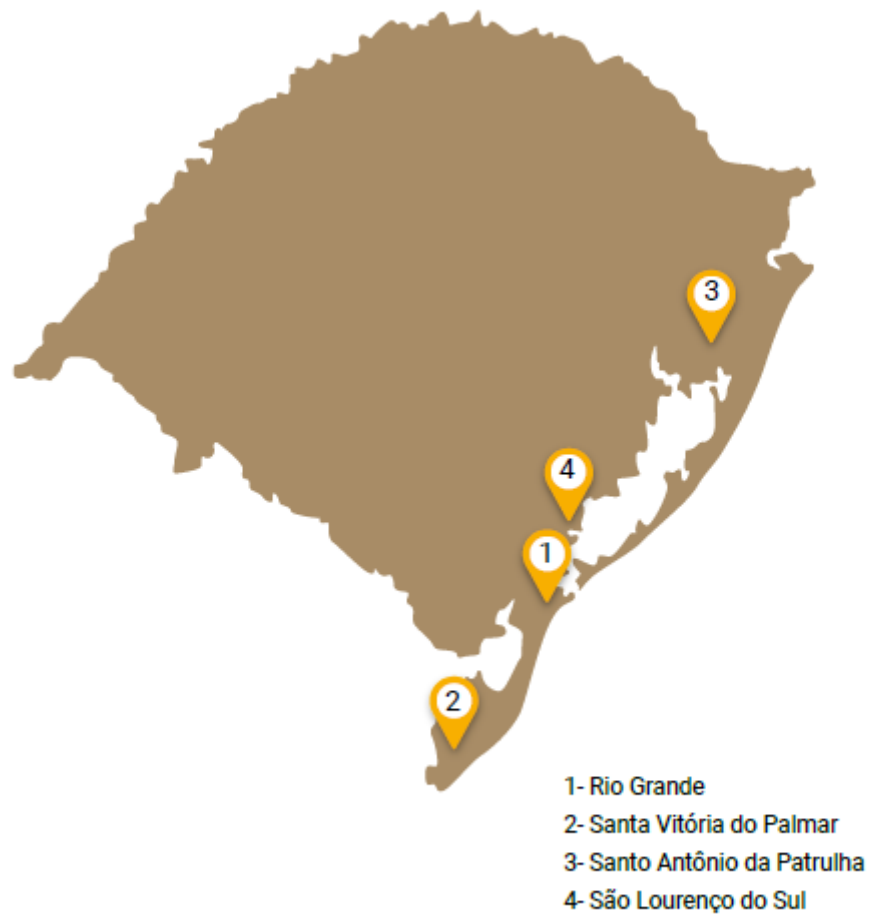 3
4
1
2
1- Rio Grande
2- Santa Vitória do Palmar
3- Santo Antônio da Patrulha
4- São Lourenço do Sul